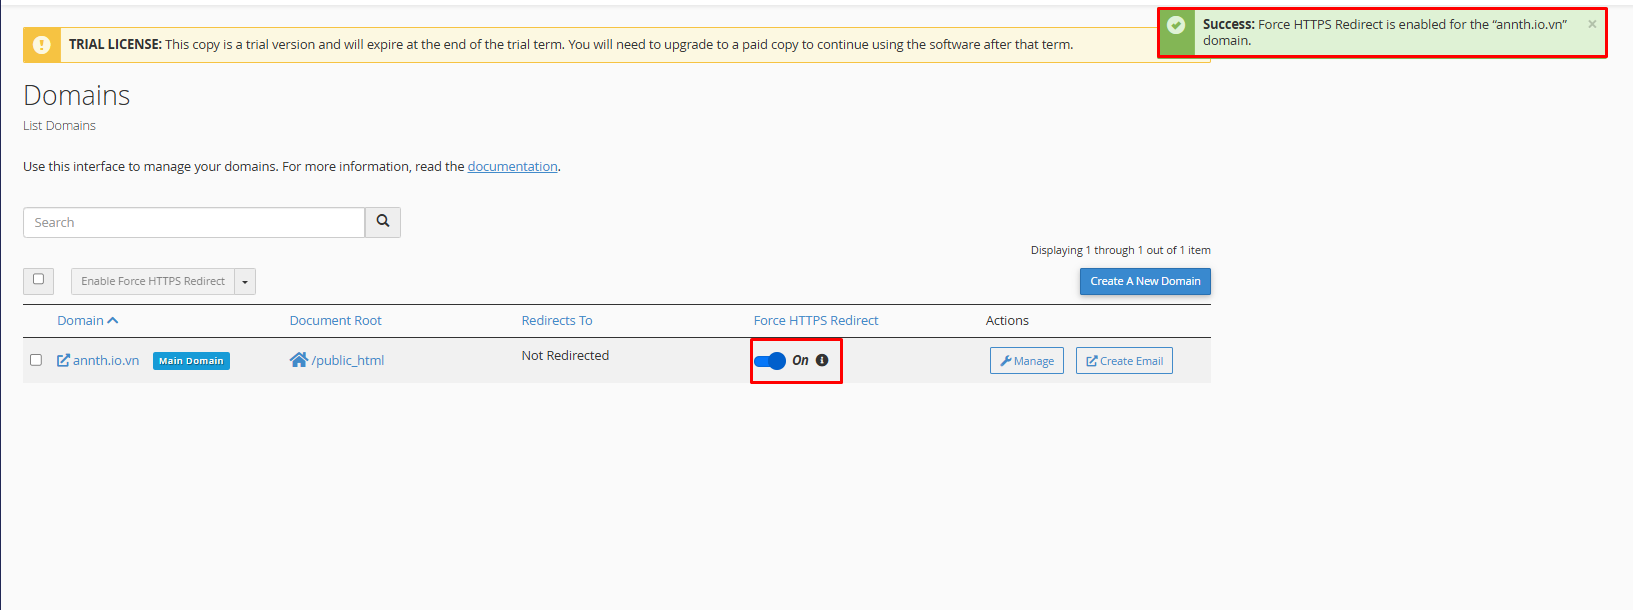 TRIAL LICENSE: This copy is a trial version and will expire at the end of the trial term. You will need to upgrade to a paid copy to continue using the software after that term.
Success: Force HTTPS Redirect is enabled for the “annth.io.vn”
domain.
×
Domains
List Domains
Use this interface to manage your domains. For more information, read the documentation.
Search
Displaying 1 through 1 out of 1 item
Enable Force HTTPS Redirect
Create A New Domain
Domain Document Root Redirects To Force HTTPS Redirect Actions
annth.io.vn Main Domain /public_html Not Redirected On Manage Create Email